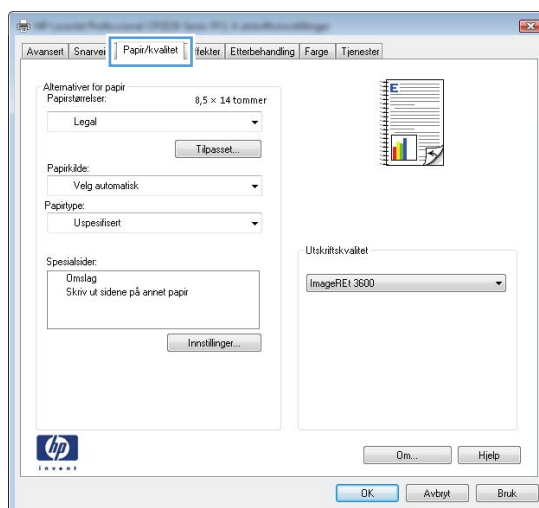 Avansert Snarvei Papir/kvalitet ffekter Etterbehandling Farge Tjenester
Alternativer for papir
Papirstørrelser: 8,5 × 14 tommer
Legal
Tilpasset...
Papirkilde:
Velg automatisk
Papirtype:
Uspesifisert
Spesialsider:
Omslag
Skriv ut sidene på annet papir
Innstillinger...
E
Utskriftskvalitet
ImageREt 3600
hp
invent
Om... Hjelp
OK Avbryt Bruk